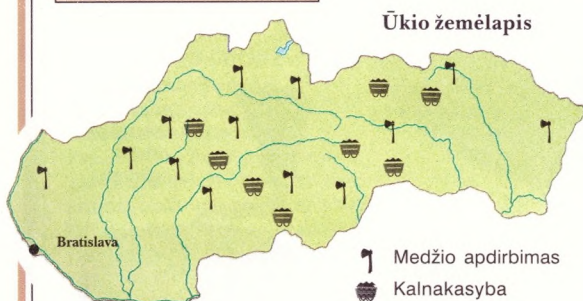 Ūkio žemėlapis
Bratislava
Medžio apdirbimas
Kalnakasyba